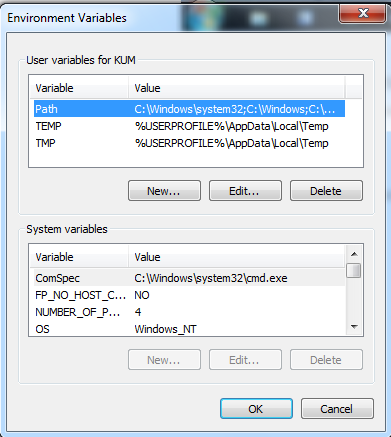 Environment Variables
User variables for KUM
Variable Value
Path C:\Windows\system32;C:\Windows;C:\...
TEMP %USERPROFILE%\AppData\Local\Temp
TMP %USERPROFILE%\AppData\Local\Temp
New... Edit... Delete
System variables
Variable Value
ComSpec C:\Windows\system32\cmd.exe
FP_NO_HOST_C... NO
NUMBER_OF_P... 4
OS Windows_NT
New... Edit... Delete
OK Cancel